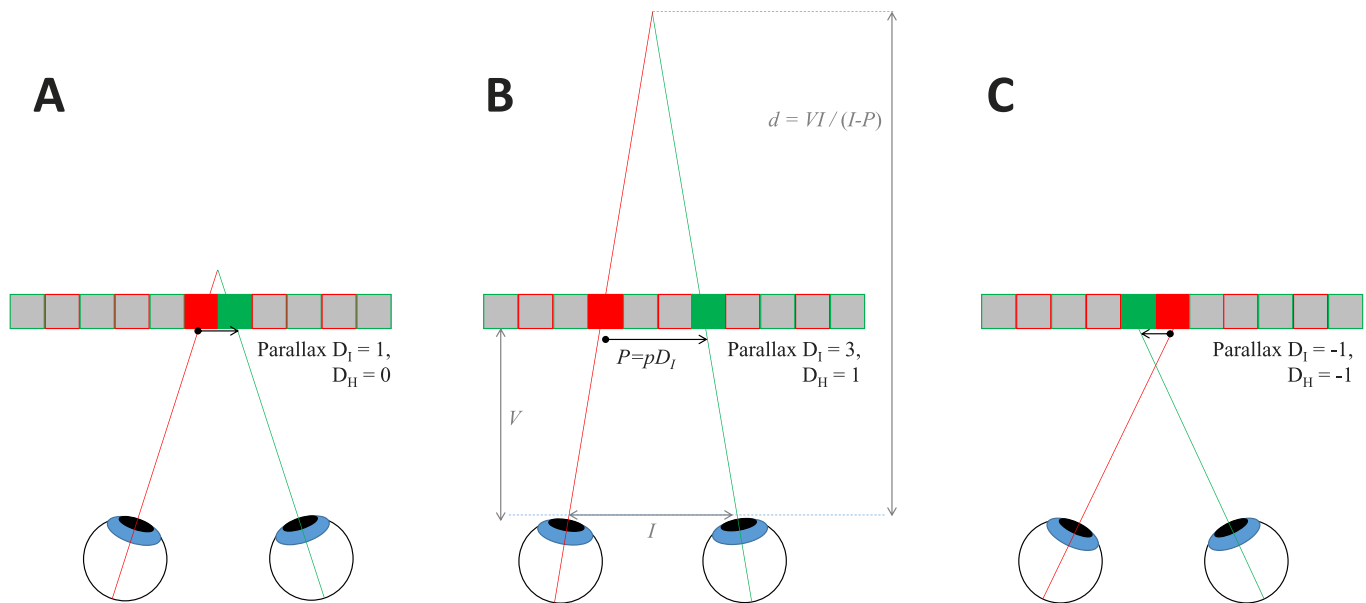 A
B
C
d = VI / (I-P)
Parallax D_I = 1,
D_H = 0
P=pD_I
Parallax D_I = 3,
D_H = 1
Parallax D_I = -1,
D_H = -1
V
I